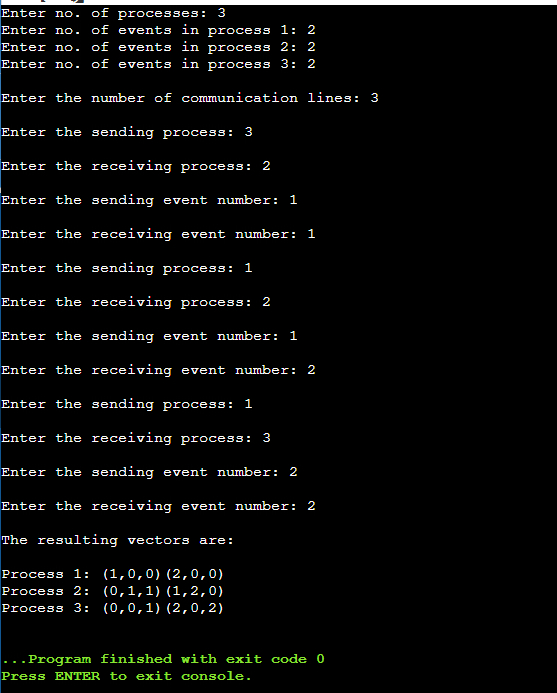 Enter no. of processes: 3
Enter no. of events in process 1: 2
Enter no. of events in process 2: 2
Enter no. of events in process 3: 2
Enter the number of communication lines: 3
Enter the sending process: 3
Enter the receiving process: 2
Enter the sending event number: 1
Enter the receiving event number: 1
Enter the sending process: 1
Enter the receiving process: 2
Enter the sending event number: 1
Enter the receiving event number: 2
Enter the sending process: 1
Enter the receiving process: 3
Enter the sending event number: 2
Enter the receiving event number: 2
The resulting vectors are:
Process 1: (1,0,0)(2,0,0)
Process 2: (0,1,1)(1,2,0)
Process 3: (0,0,1)(2,0,2)
...Program finished with exit code 0
Press ENTER to exit console.